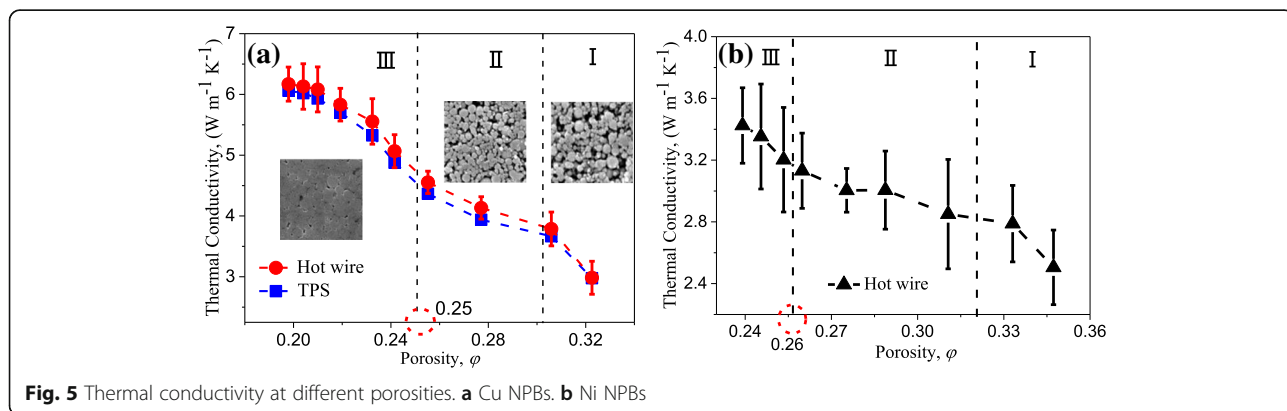 (a)
Thermal Conductivity, (W m⁻¹ K⁻¹)
7
6
5
4
3
Ⅲ
Ⅱ
Ⅰ
Hot wire
TPS
0.25
0.20
0.24
0.28
0.32
Porosity, φ
(b)
Thermal Conductivity, (W m⁻¹ K⁻¹)
4.0
3.6
3.2
2.8
2.4
Ⅲ
Ⅱ
Ⅰ
Hot wire
0.24
0.26
0.27
0.30
0.33
0.36
Porosity, φ
Fig. 5 Thermal conductivity at different porosities. a Cu NPBs. b Ni NPBs